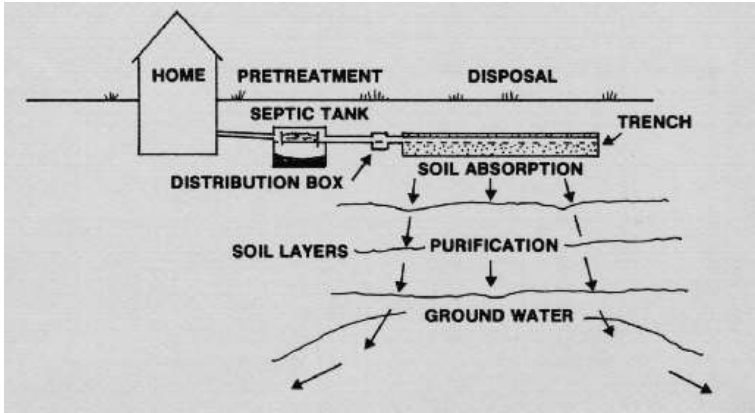 HOME
PRETREATMENT
DISPOSAL
SEPTIC TANK
TRENCH
DISTRIBUTION BOX
SOIL ABSORPTION
SOIL LAYERS
PURIFICATION
GROUND WATER